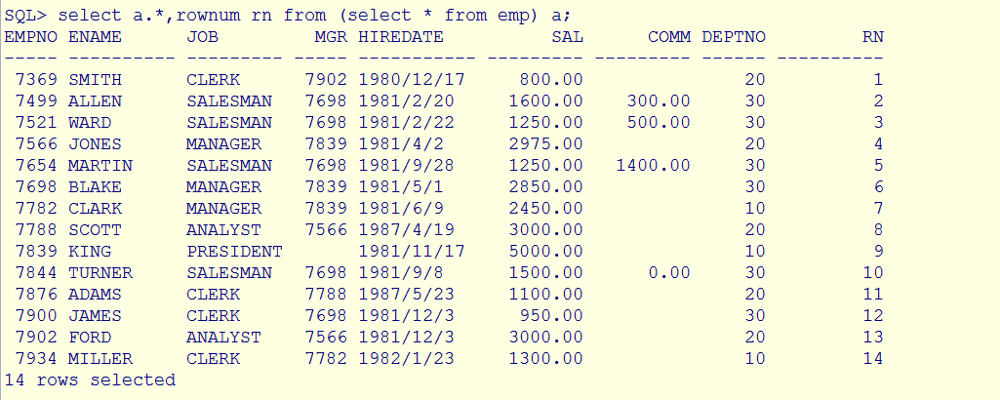 SQL> select a.*,rownum rn from (select * from emp) a;
EMPNO ENAME      JOB         MGR HIREDATE          SAL      COMM DEPTNO         RN
----- ---------- --------- ----- ----------- --------- --------- ------ ----------
 7369 SMITH      CLERK      7902 1980/12/17     800.00               20          1
 7499 ALLEN      SALESMAN   7698 1981/2/20     1600.00    300.00     30          2
 7521 WARD       SALESMAN   7698 1981/2/22     1250.00    500.00     30          3
 7566 JONES      MANAGER    7839 1981/4/2      2975.00               20          4
 7654 MARTIN     SALESMAN   7698 1981/9/28     1250.00   1400.00     30          5
 7698 BLAKE      MANAGER    7839 1981/5/1      2850.00               30          6
 7782 CLARK      MANAGER    7839 1981/6/9      2450.00               10          7
 7788 SCOTT      ANALYST    7566 1987/4/19     3000.00               20          8
 7839 KING       PRESIDENT       1981/11/17    5000.00               10          9
 7844 TURNER     SALESMAN   7698 1981/9/8      1500.00      0.00     30         10
 7876 ADAMS      CLERK      7788 1987/5/23     1100.00               20         11
 7900 JAMES      CLERK      7698 1981/12/3      950.00               30         12
 7902 FORD       ANALYST    7566 1981/12/3     3000.00               20         13
 7934 MILLER     CLERK      7782 1982/1/23     1300.00               10         14
14 rows selected